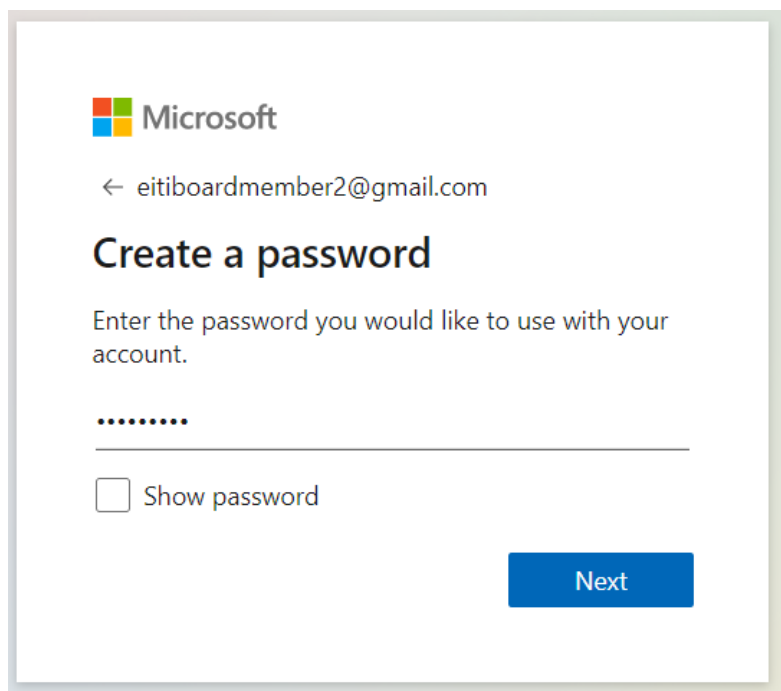 Microsoft
← eitiboardmember2@gmail.com
Create a password
Enter the password you would like to use with your
account.
•••••••••
Show password
Next